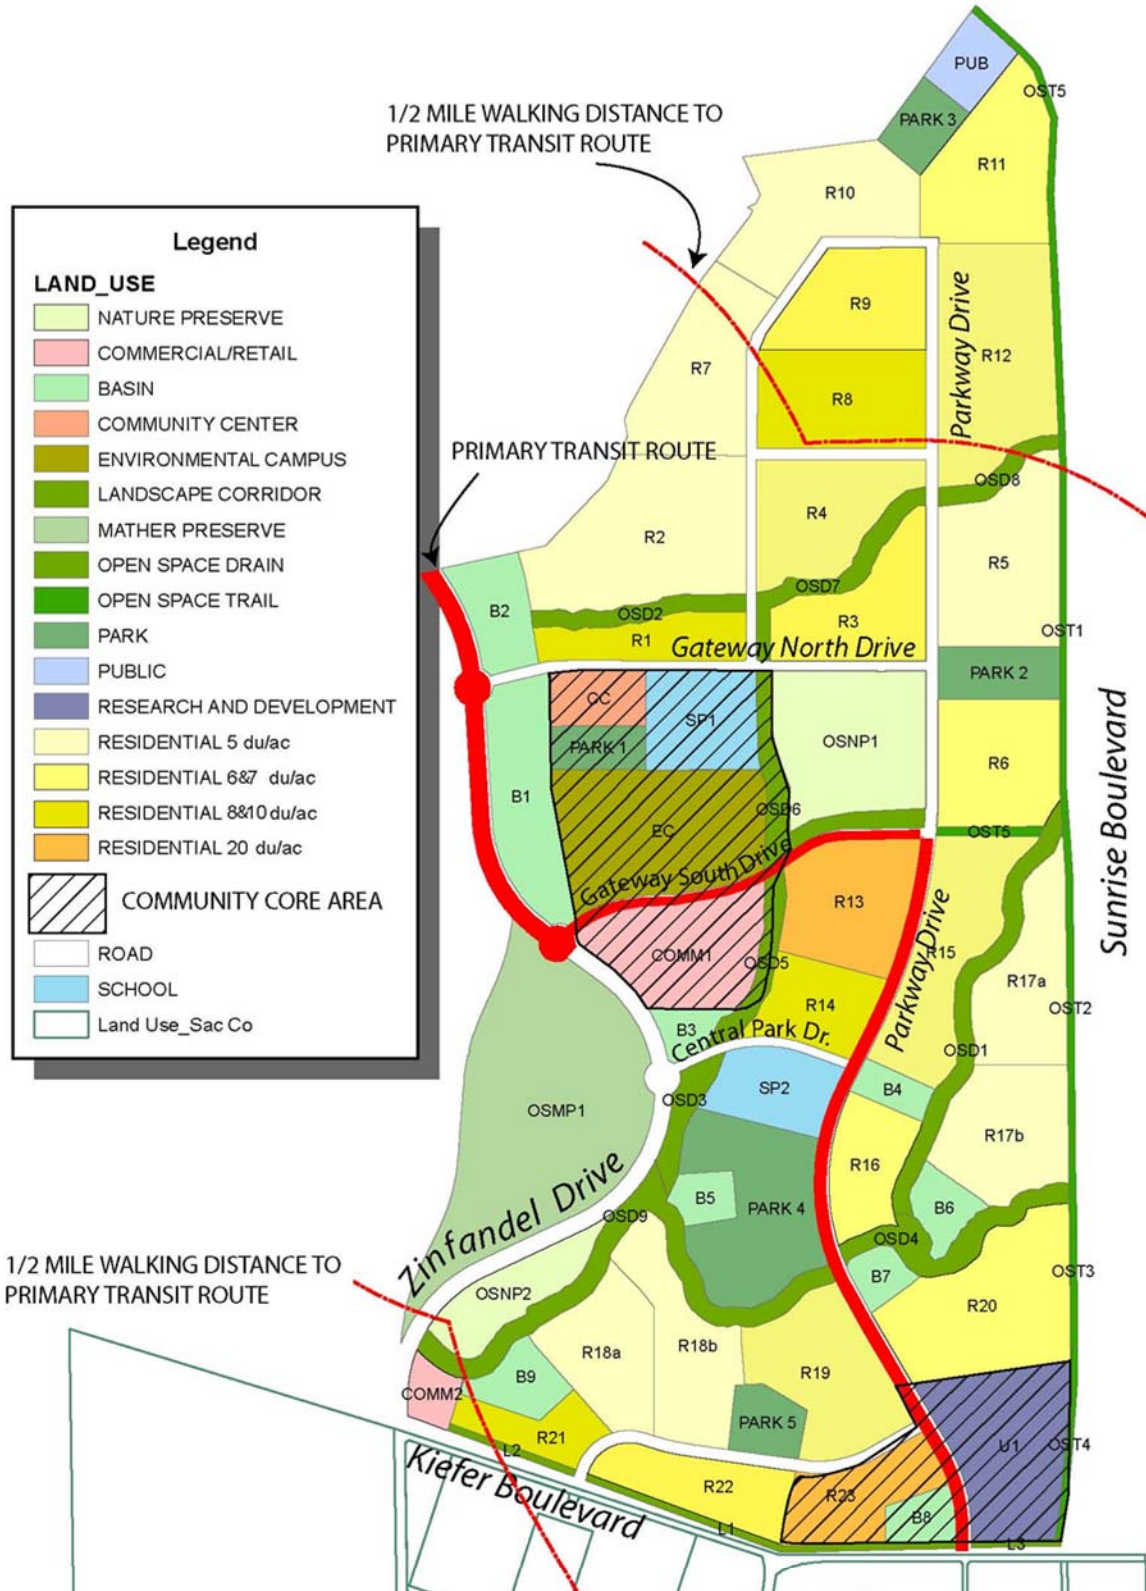 1/2 MILE WALKING DISTANCE TO
PRIMARY TRANSIT ROUTE
PUB
OST5
PARK 3
R11
R10
Legend
LAND_USE
NATURE PRESERVE
COMMERCIAL/RETAIL
BASIN
COMMUNITY CENTER
ENVIRONMENTAL CAMPUS
LANDSCAPE CORRIDOR
MATHER PRESERVE
OPEN SPACE DRAIN
OPEN SPACE TRAIL
PARK
PUBLIC
RESEARCH AND DEVELOPMENT
RESIDENTIAL 5 du/ac
RESIDENTIAL 6&7 du/ac
RESIDENTIAL 8&10 du/ac
RESIDENTIAL 20 du/ac
COMMUNITY CORE AREA
ROAD
SCHOOL
Land Use_Sac Co
R9
Parkway Drive
R12
R7
R8
PRIMARY TRANSIT ROUTE
OSD8
R4
R2
R5
OSD7
B2
OSD2
R3
OST1
R1
Gateway North Drive
PARK 2
CC
SP1
PARK 1
OSNP1
R6
B1
OSD6
EC
OST5
Gateway South Drive
Sunrise Boulevard
R13
Parkway Drive
COMM1
OSD5
R15
R17a
R14
OST2
B3
Central Park Dr.
OSD1
SP2
B4
OSD3
OSMP1
R17b
R16
B5
PARK 4
B6
Zinfandel Drive
OSD9
OSD4
1/2 MILE WALKING DISTANCE TO
PRIMARY TRANSIT ROUTE
OST3
B7
OSNP2
R20
R18a
R18b
R19
B9
COMM2
PARK 5
R21
U1
OST4
L2
Kiefer Boulevard
R22
R23
B8
L1
L3